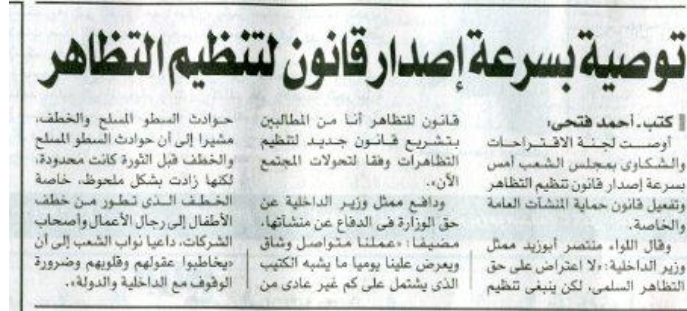 توصية بسرعة إصدار قانون لتنظيم التظاهر
كتب ـ أحمد فتحى:
أوصت لجنة الاقتراحات
والشكاوى بمجلس الشعب أمس
بسرعة إصدار قانون تنظيم التظاهر
وتفعيل قانون حماية المنشآت العامة
والخاصة.
وقال اللواء منتصر أبوزيد ممثل
وزير الداخلية: «لا اعتراض على حق
التظاهر السلمى، لكن ينبغى تنظيم
قانون للتظاهر أنا من المطالبين
بتشريع قانون جديد لتنظيم
التظاهرات وفقا لتحولات المجتمع
الآن».
ودافع ممثل وزير الداخلية عن
حق الوزارة فى الدفاع عن منشآتها،
مضيفا: «عملنا متواصل وشاق
ويعرض علينا يوميا ما يشبه الكتيب
الذى يشتمل على كم غير عادى من
حوادث السطو المسلح والخطف،
مشيرا إلى أن حوادث السطو المسلح
والخطف قبل الثورة كانت محدودة،
لكنها زادت بشكل ملحوظ، خاصة
الخطف الذى تطور من خطف
الأطفال إلى رجال الأعمال وأصحاب
الشركات، داعيا نواب الشعب إلى أن
«يخاطبوا عقولهم وقلوبهم وضرورة
الوقوف مع الداخلية والدولة».